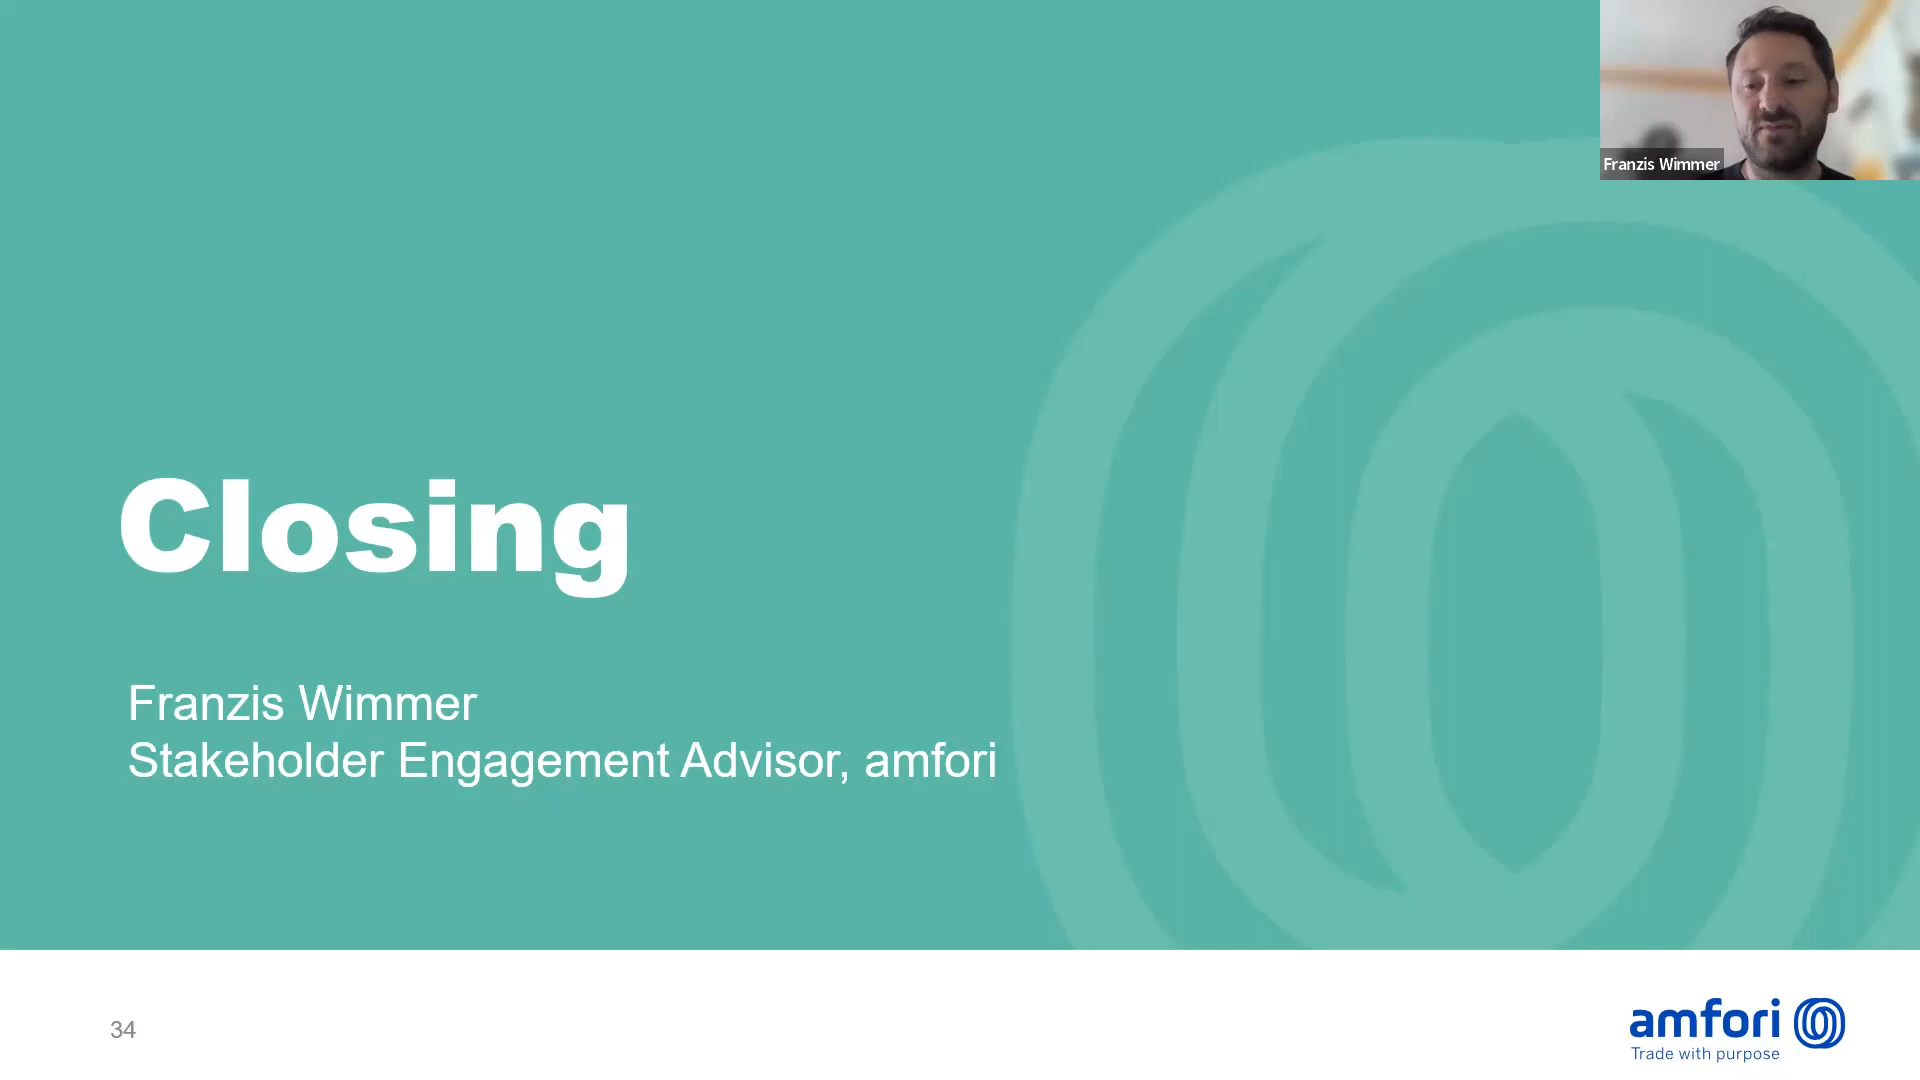 Franzis Wimmer
Closing
Franzis Wimmer
Stakeholder Engagement Advisor, amfori
34
amfori
Trade with purpose